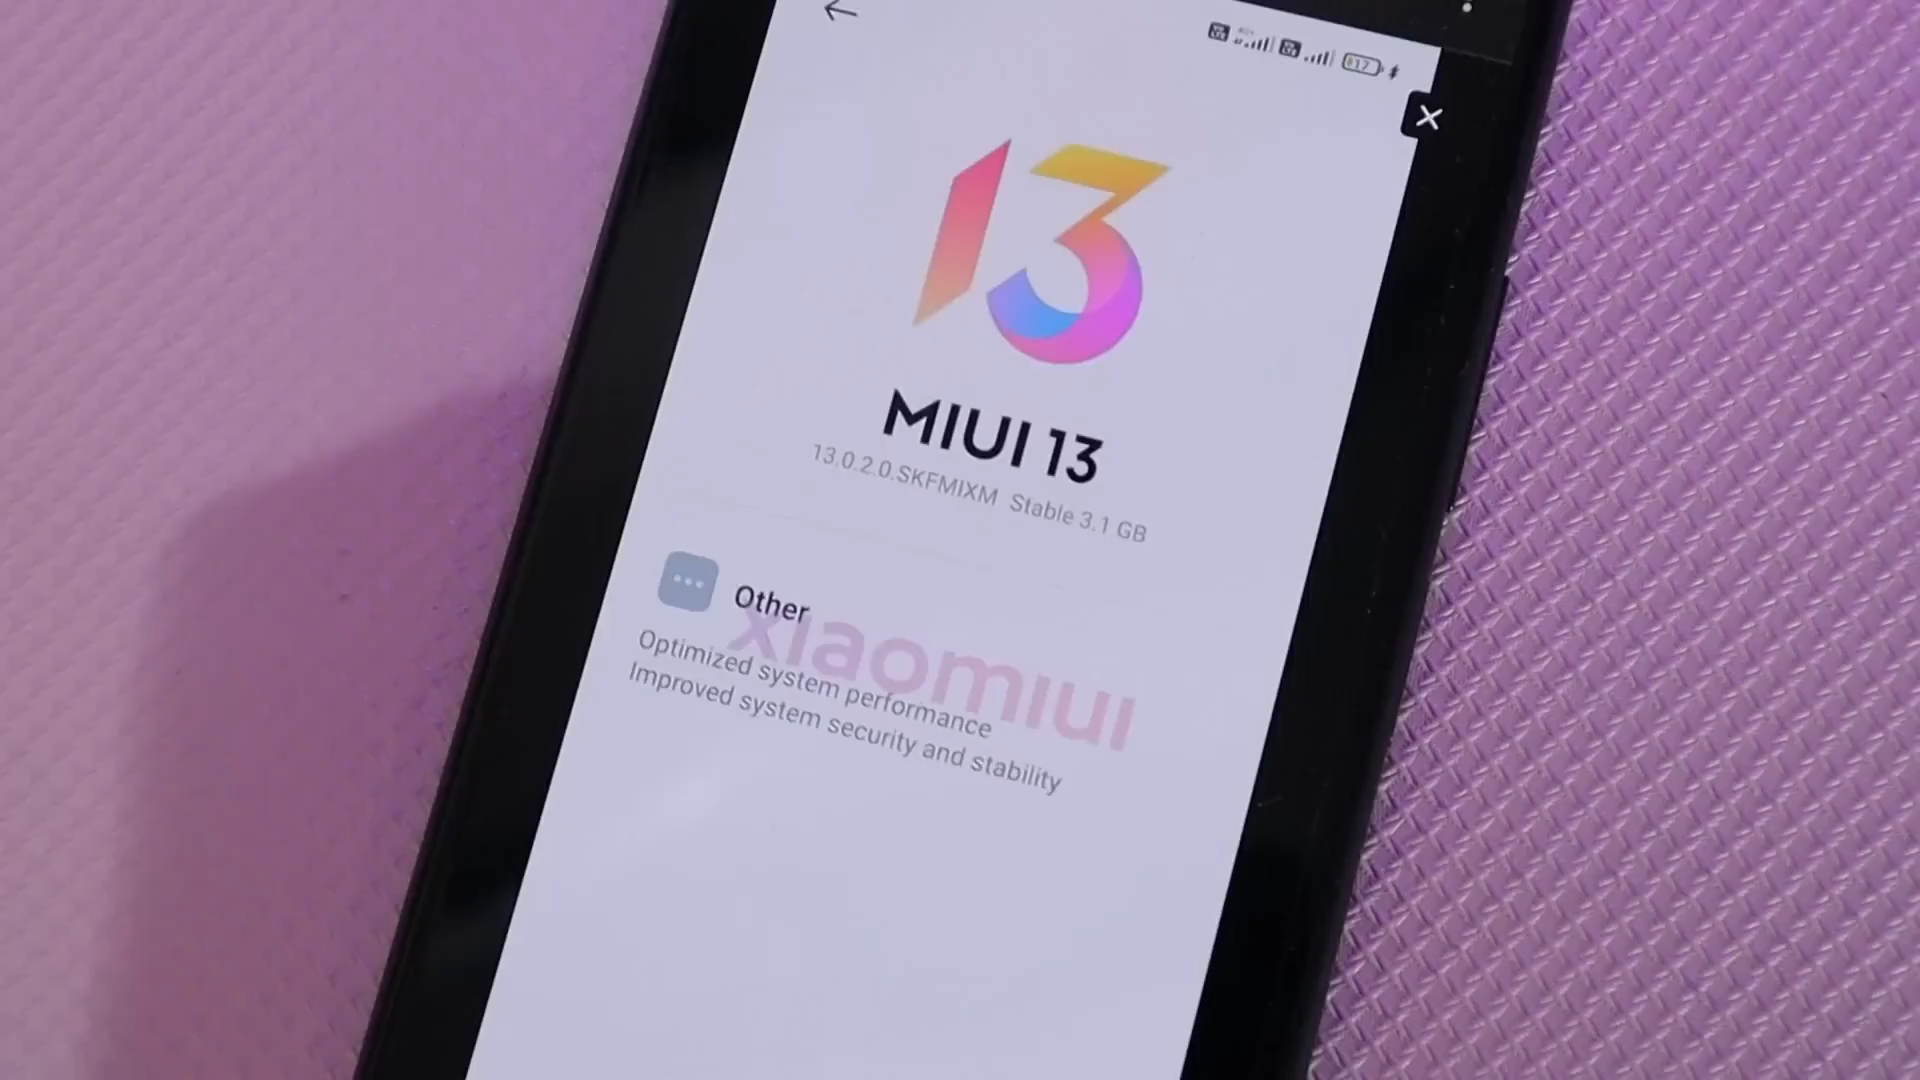 17
13
MIUI 13
13.0.2.0.SKFMIXM Stable 3.1 GB
Other
xiaomiui
Optimized system performance
Improved system security and stability